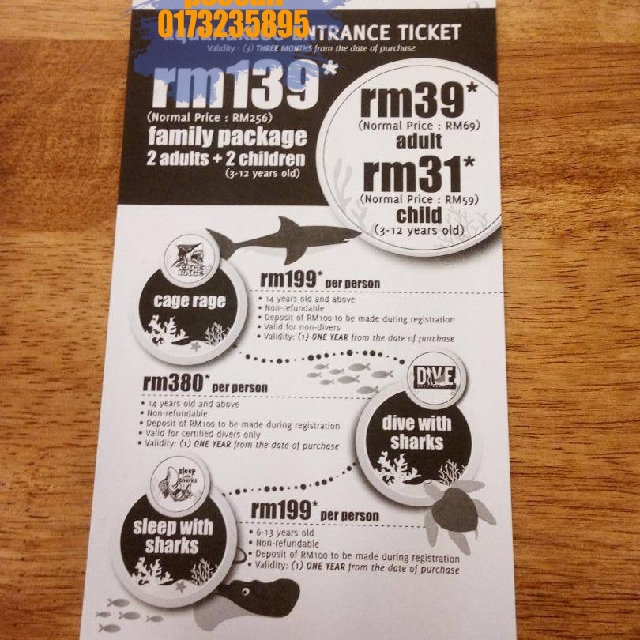 0173235895
ENTRANCE TICKET
Validity : (3) THREE MONTHS from the date of purchase
rm139*
(Normal Price : RM256)
family package
2 adults + 2 children
(3-12 years old)
rm39*
(Normal Price : RM69)
adult
rm31*
(Normal Price : RM59)
child
(3-12 years old)
cage rage
rm199* per person
• 14 years old and above
• Non-refundable
• Deposit of RM100 to be made during registration
• Valid for non-divers
• Validity: (1) ONE YEAR from the date of purchase
rm380* per person
• 14 years old and above
• Non-refundable
• Deposit of RM100 to be made during registration
• Valid for certified divers only
• Validity: (1) ONE YEAR from the date of purchase
DIVE
dive with
sharks
sleep
sharks
sleep with
sharks
rm199* per person
• 6-13 years old
• Non-refundable
• Deposit of RM100 to be made during registration
• Validity: (1) ONE YEAR from the date of purchase